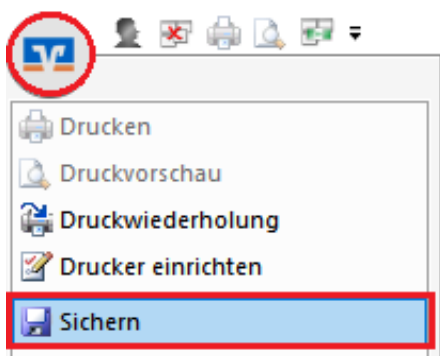 Drucken
Druckvorschau
Druckwiederholung
Drucker einrichten
Sichern